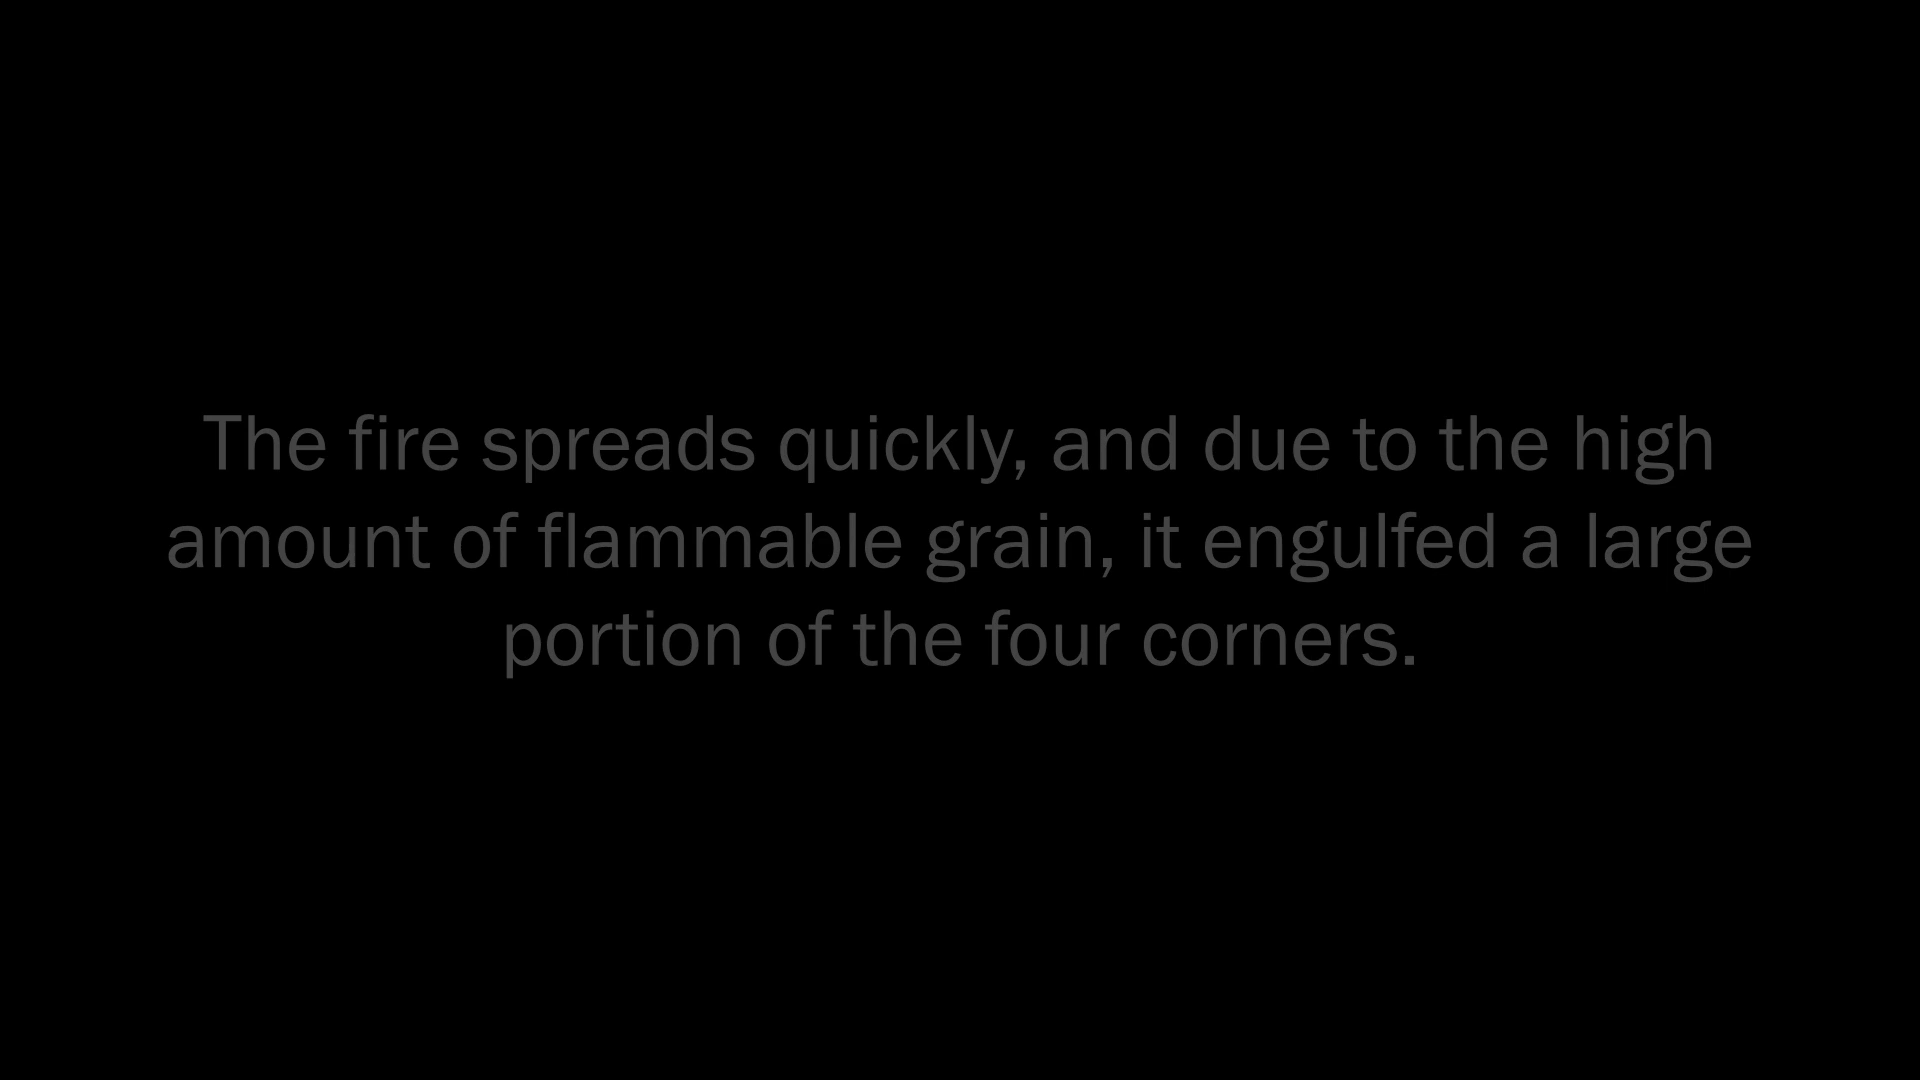 The fire spreads quickly, and due to the high
amount of flammable grain, it engulfed a large
portion of the four corners.